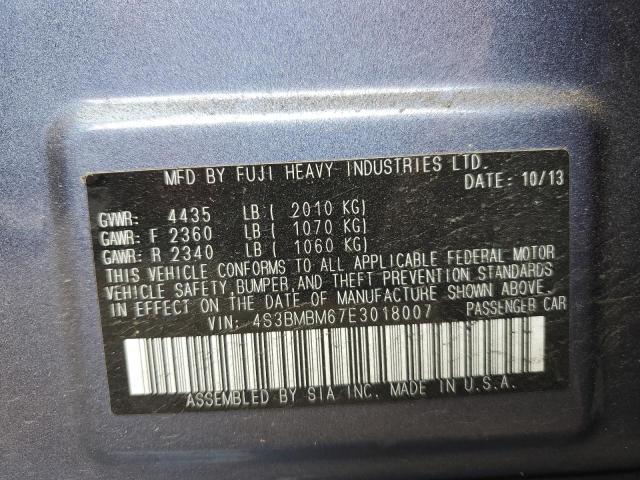 MFD BY FUJI HEAVY INDUSTRIES LTD.
DATE: 10/13
GVWR: 4435 LB ( 2010 KG)
GAWR: F 2360 LB ( 1070 KG)
GAWR: R 2340 LB ( 1060 KG)
THIS VEHICLE CONFORMS TO ALL APPLICABLE FEDERAL MOTOR
VEHICLE SAFETY, BUMPER, AND THEFT PREVENTION STANDARDS
IN EFFECT ON THE DATE OF MANUFACTURE SHOWN ABOVE.
VIN: 4S3BMBM67E3018007 PASSENGER CAR
ASSEMBLED BY SIA INC. MADE IN U.S.A.